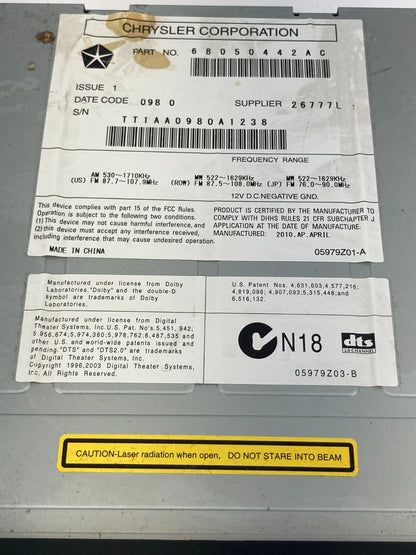 CHRYSLER CORPORATION
PART NO. 68050442AC
ISSUE 1
DATE CODE 098 0 SUPPLIER 26777L
S/N
TT1AA0980A1238
FREQUENCY RANGE
AM 530~1710KHz MW 522~1629KHz MW 522~1629KHz
(US) FM 87.7~107.9MHz (ROW) FM 87.5~108.0MHz (JP) FM 76.0~90.0MHz
12V D.C.NEGATIVE GND.
This device complies with part 15 of the FCC Rules.
Operation is subject to the following two conditions.
(1)This device may not cause harmful interference, and
(2)this device must accept any interference received,
including interference that may cause undesired operation.
PRODUCT IS CERTIFIED BY THE MANUFACTURER TO
COMPLY WITH DHHS RULES 21 CFR SUBCHAPTER J
APPLICATION AT THE DATE OF MANUFACTURE.
MANUFACTURED: 2010.AP.APRIL
MADE IN CHINA
05979Z01-A
Manufactured under license from Dolby
Laboratories."Dolby" and the double-D
symbol are trademarks of Dolby
Laboratories.
U.S. Patent Nos. 4,631,603;4,577,216;
4,819,098; 4,907,093;5,315,448;and
6,516,132.
Manufactured under license from Digital
Theater Systems, Inc.U.S. Pat. No's.5,451,942;
5,956,674;5,974,380;5,978,762;6,487,535 and
other U.S. and world-wide patents issued and
pending."DTS" and "DTS2.0" are trademarks of
Digital Theater Systems, Inc.
Copyright 1996,2003 Digital Theater Systems,
Inc. All Rights Reserved.
N18
dts
2.0 CHANNEL
05979Z03-B
CAUTION-Laser radiation when open, DO NOT STARE INTO BEAM